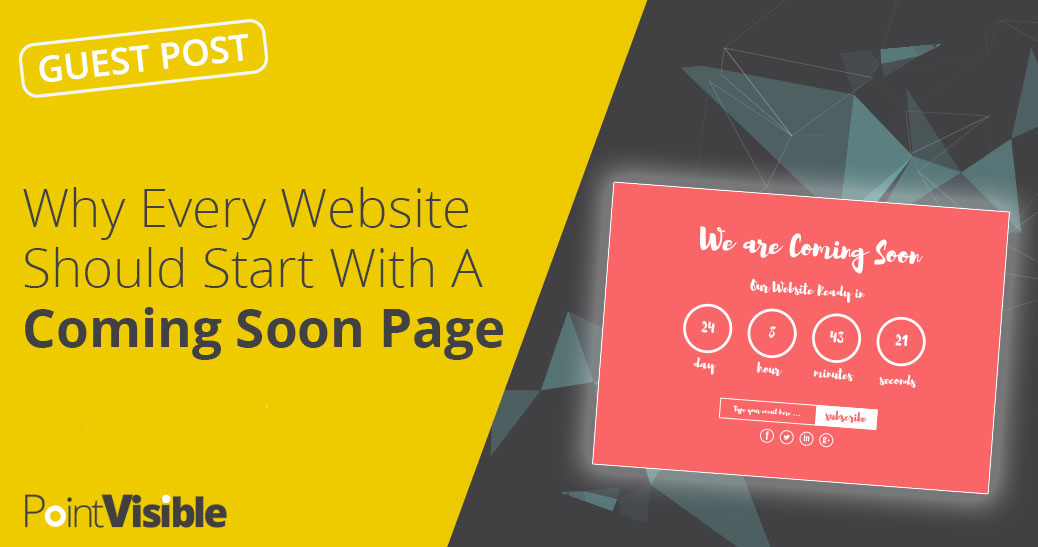 GUEST POST
Why Every Website
Should Start With A
Coming Soon Page
PointVisible
We are Coming Soon
Our Website Ready in
24 8 43 21
day hour minutes seconds
Type your email here ... subscribe
f in g+